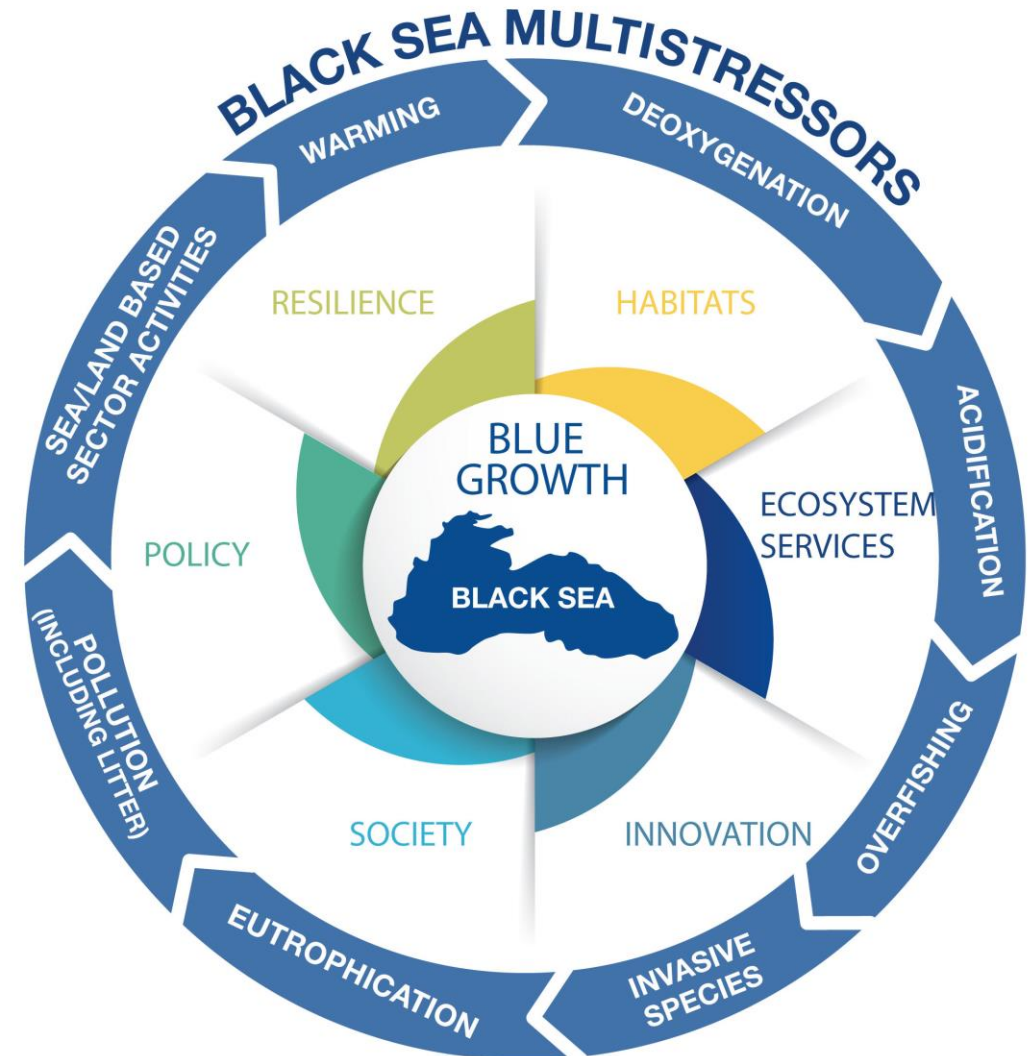 BLACK SEA MULTISTRESSORS
WARMING
DEOXYGENATION
ACIDIFICATION
OVERFISHING
INVASIVE
SPECIES
EUTROPHICATION
POLLUTION
(INCLUDING LITTER)
SEA/LAND BASED
SECTOR ACTIVITIES
RESILIENCE
HABITATS
ECOSYSTEM
SERVICES
INNOVATION
SOCIETY
POLICY
BLUE
GROWTH
BLACK SEA